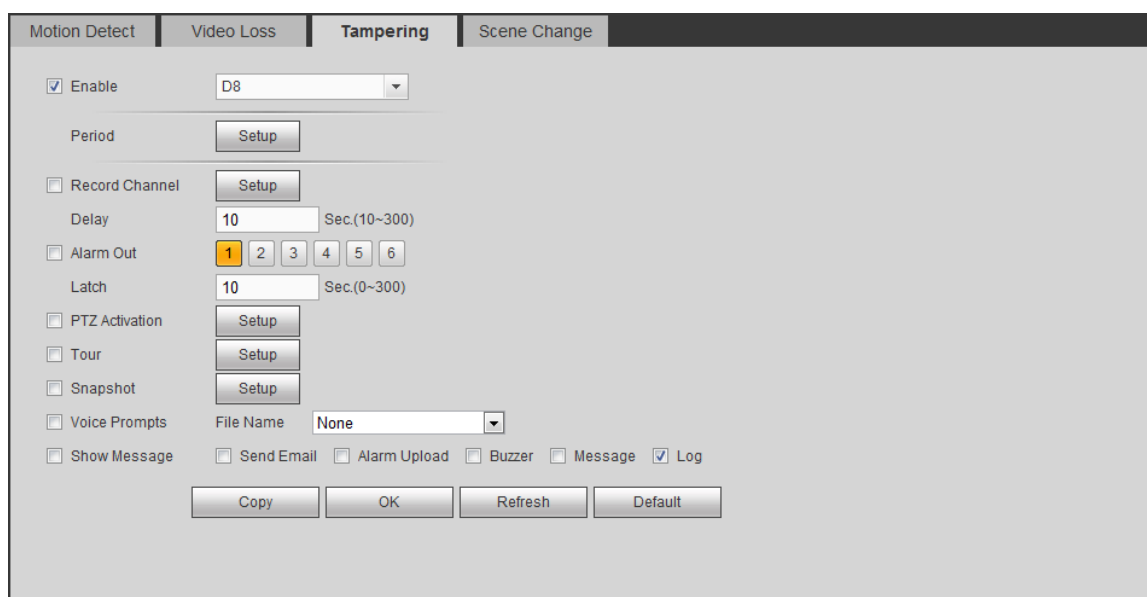 Motion Detect Video Loss Tampering Scene Change
Enable D8
Period Setup
Record Channel Setup
Delay 10 Sec.(10~300)
Alarm Out 1 2 3 4 5 6
Latch 10 Sec.(0~300)
PTZ Activation Setup
Tour Setup
Snapshot Setup
Voice Prompts File Name None
Show Message Send Email Alarm Upload Buzzer Message Log
Copy OK Refresh Default